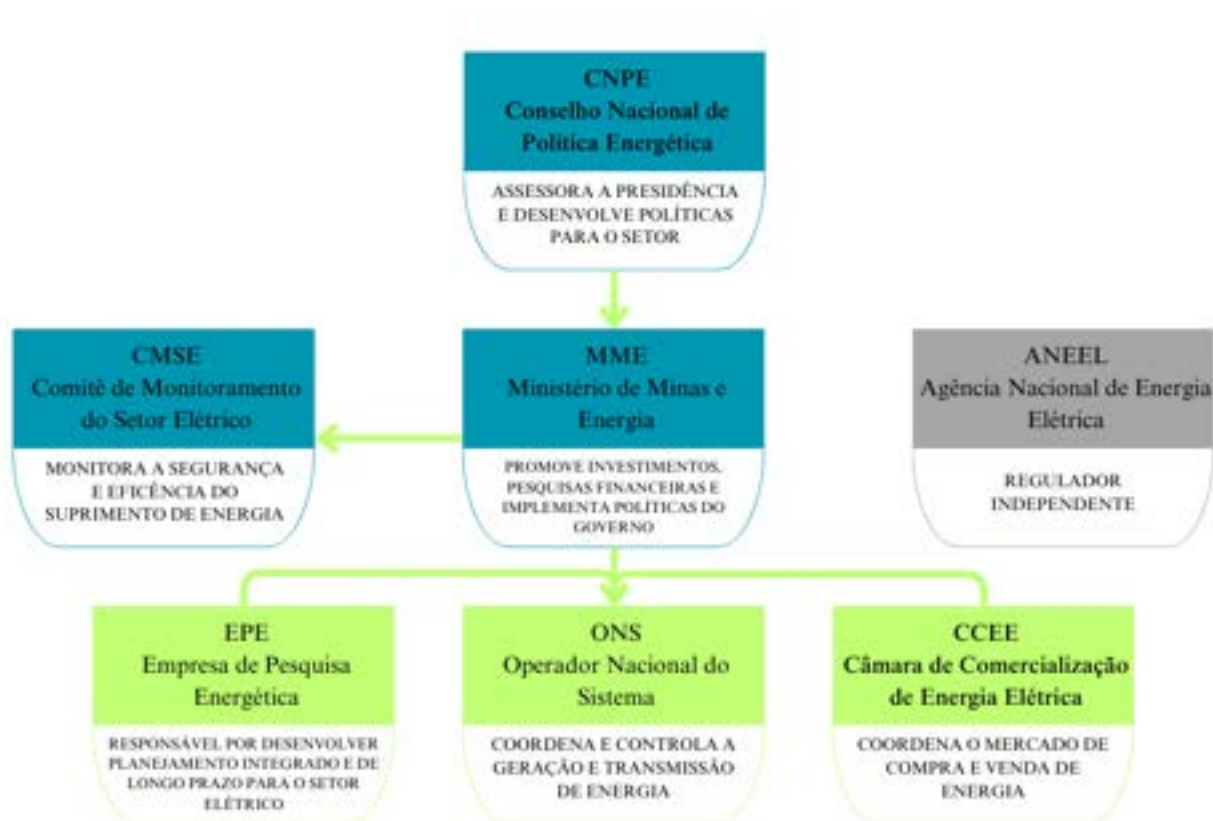 CNPE
Conselho Nacional de
Política Energética
ASSESSORA A PRESIDÊNCIA
E DESENVOLVE POLÍTICAS
PARA O SETOR
CMSE
Comitê de Monitoramento
do Setor Elétrico
MONITORA A SEGURANÇA
E EFICÊNCIA DO
SUPRIMENTO DE ENERGIA
MME
Ministério de Minas e
Energia
PROMOVE INVESTIMENTOS,
PESQUISAS FINANCEIRAS E
IMPLEMENTA POLÍTICAS DO
GOVERNO
ANEEL
Agência Nacional de Energia
Elétrica
REGULADOR
INDEPENDENTE
EPE
Empresa de Pesquisa
Energética
RESPONSÁVEL POR DESENVOLVER
PLANEJAMENTO INTEGRADO E DE
LONGO PRAZO PARA O SETOR
ELÉTRICO
ONS
Operador Nacional do
Sistema
COORDENA E CONTROLA A
GERAÇÃO E TRANSMISSÃO
DE ENERGIA
CCEE
Câmara de Comercialização
de Energia Elétrica
COORDENA O MERCADO DE
COMPRA E VENDA DE
ENERGIA